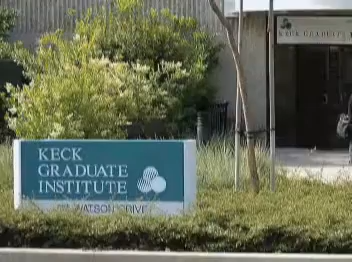 KECK
GRADUATE
INSTITUTE
WATSON DRIVE
KECK GRADUATE